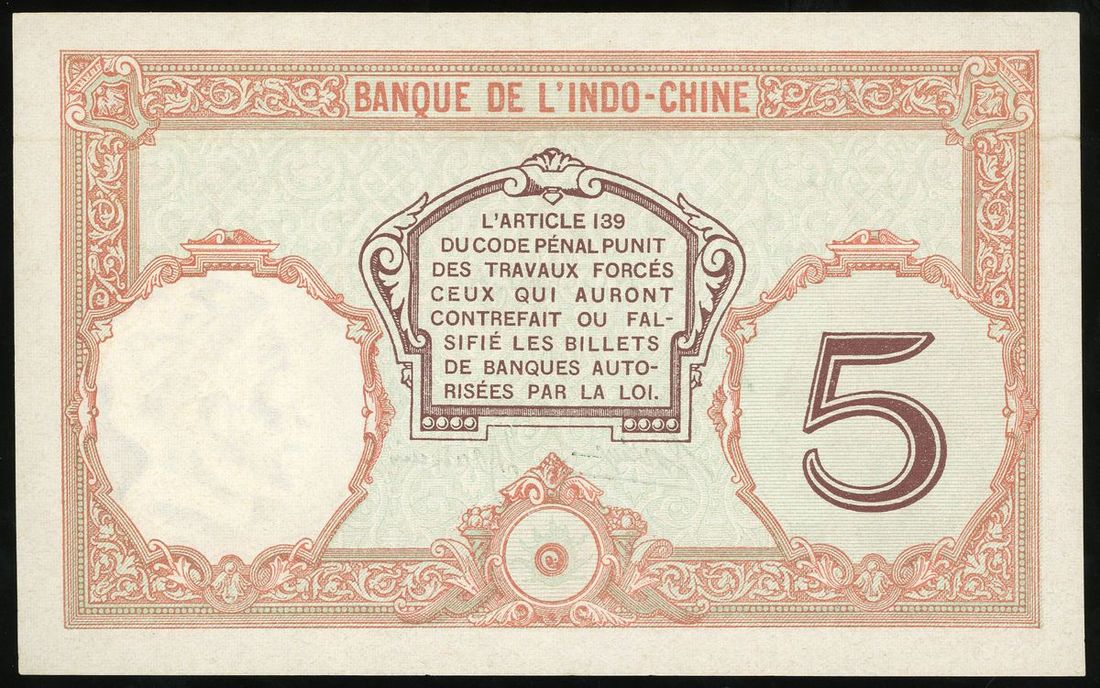 BANQUE DE L'INDO-CHINE
L'ARTICLE 139
DU CODE PÉNAL PUNIT
DES TRAVAUX FORCÉS
CEUX QUI AURONT
CONTREFAIT OU FAL-
SIFIÉ LES BILLETS
DE BANQUES AUTO-
RISÉES PAR LA LOI.
5